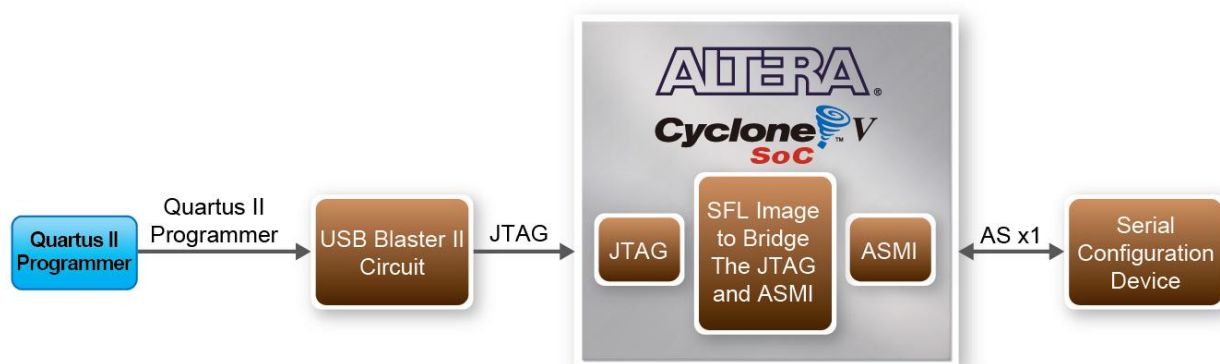 ALTERA®
Cyclone™ V
SoC
Quartus II
Programmer
Quartus II
Programmer
USB Blaster II
Circuit
JTAG
JTAG
SFL Image
to Bridge
The JTAG
and ASMI
ASMI
AS x1
Serial
Configuration
Device